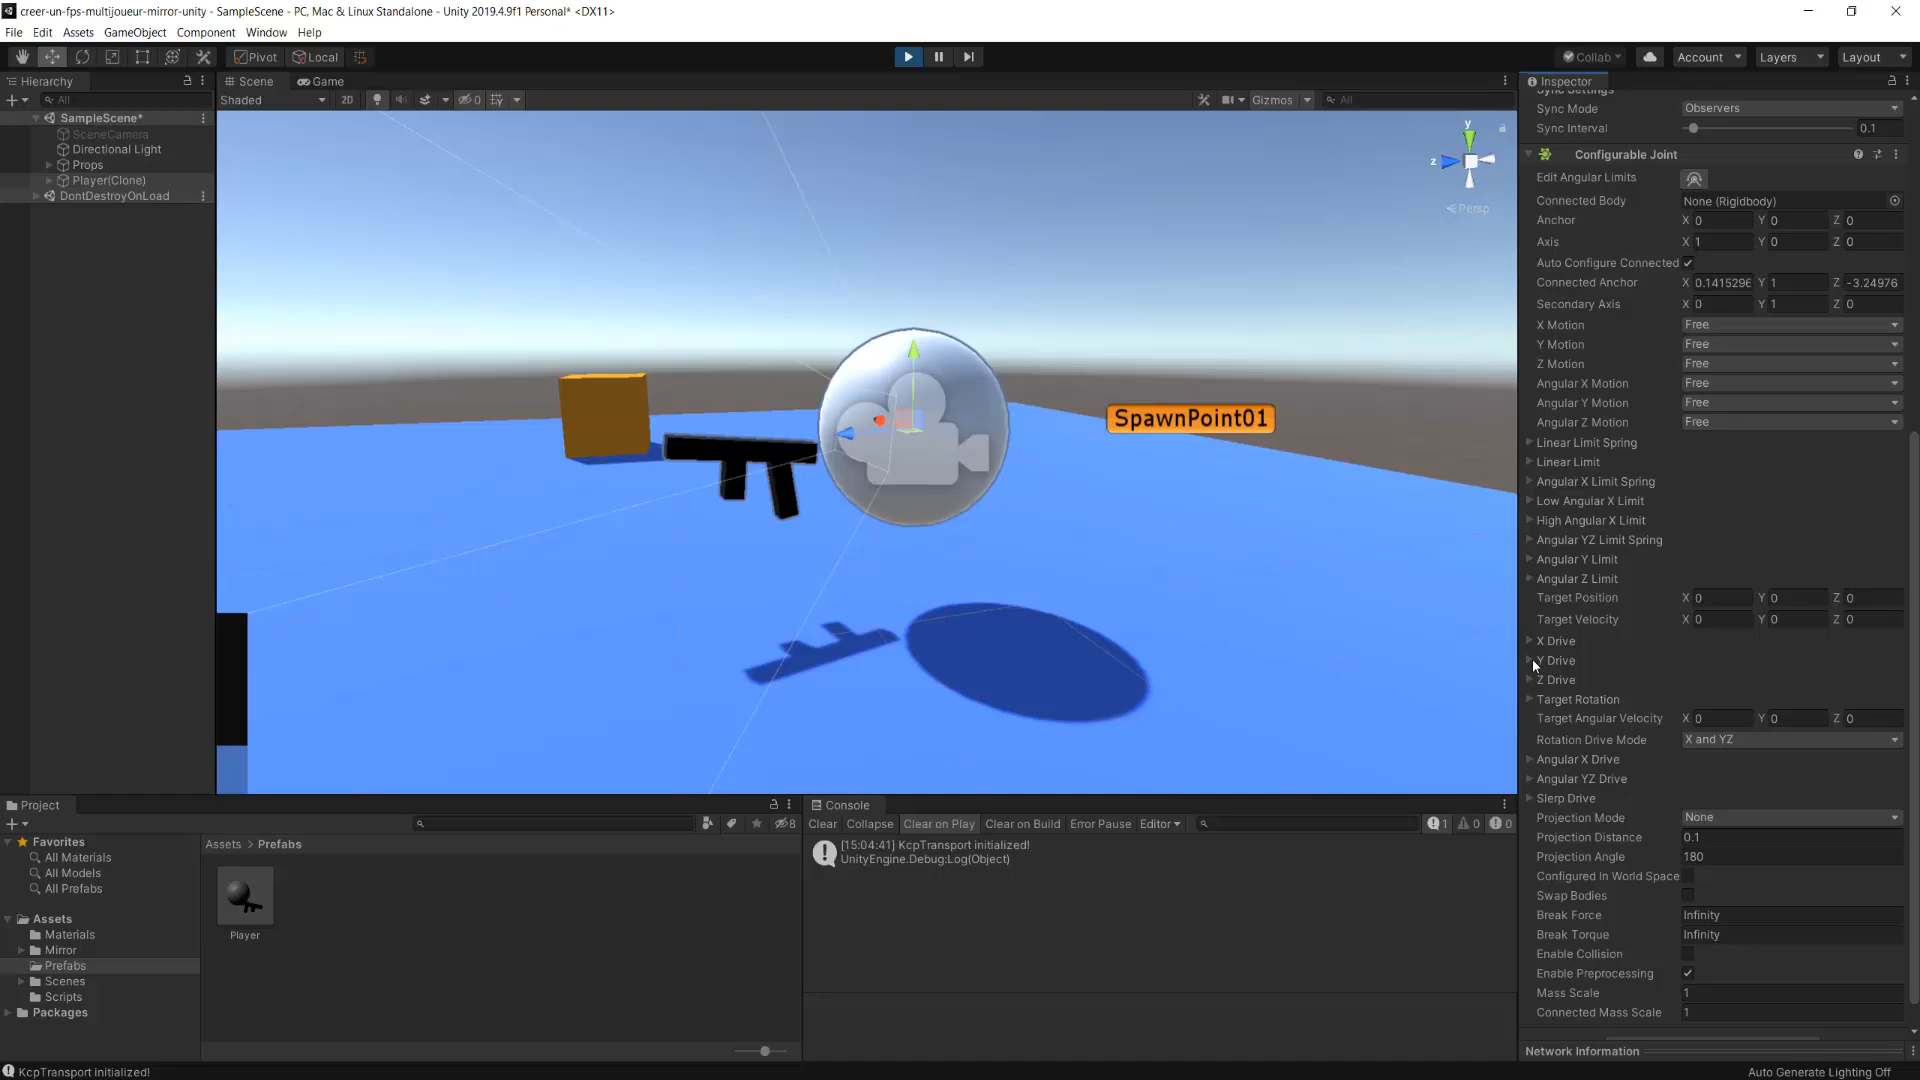 creer-un-fps-multijoueur-mirror-unity - SampleScene - PC, Mac & Linux Standalone - Unity 2019.4.9f1 Personal* <DX11>
File Edit Assets GameObject Component Window Help
Pivot Local Collab Account Layers Layout
Hierarchy
All
SampleScene*
SceneCamera
Directional Light
Props
Player(Clone)
DontDestroyOnLoad
Scene Game
Shaded 2D 0 Gizmos All
y
z
Persp
SpawnPoint01
Inspector
Sync Settings
Sync Mode Observers
Sync Interval 0.1
Configurable Joint
Edit Angular Limits
Connected Body None (Rigidbody)
Anchor X 0 Y 0 Z 0
Axis X 1 Y 0 Z 0
Auto Configure Connected
Connected Anchor X 0.1415296 Y 1 Z -3.24976
Secondary Axis X 0 Y 1 Z 0
X Motion Free
Y Motion Free
Z Motion Free
Angular X Motion Free
Angular Y Motion Free
Angular Z Motion Free
Linear Limit Spring
Linear Limit
Angular X Limit Spring
Low Angular X Limit
High Angular X Limit
Angular YZ Limit Spring
Angular Y Limit
Angular Z Limit
Target Position X 0 Y 0 Z 0
Target Velocity X 0 Y 0 Z 0
X Drive
Y Drive
Z Drive
Target Rotation
Target Angular Velocity X 0 Y 0 Z 0
Rotation Drive Mode X and YZ
Angular X Drive
Angular YZ Drive
Slerp Drive
Projection Mode None
Projection Distance 0.1
Projection Angle 180
Configured In World Space
Swap Bodies
Break Force Infinity
Break Torque Infinity
Enable Collision
Enable Preprocessing
Mass Scale 1
Connected Mass Scale 1
Network Information
Project
8
Favorites
All Materials
All Models
All Prefabs
Assets
Materials
Mirror
Prefabs
Scenes
Scripts
Packages
Assets > Prefabs
Player
Console
Clear Collapse Clear on Play Clear on Build Error Pause Editor 1 0 0
[15:04:41] KcpTransport initialized!
UnityEngine.Debug:Log(Object)
KcpTransport initialized!
Auto Generate Lighting Off